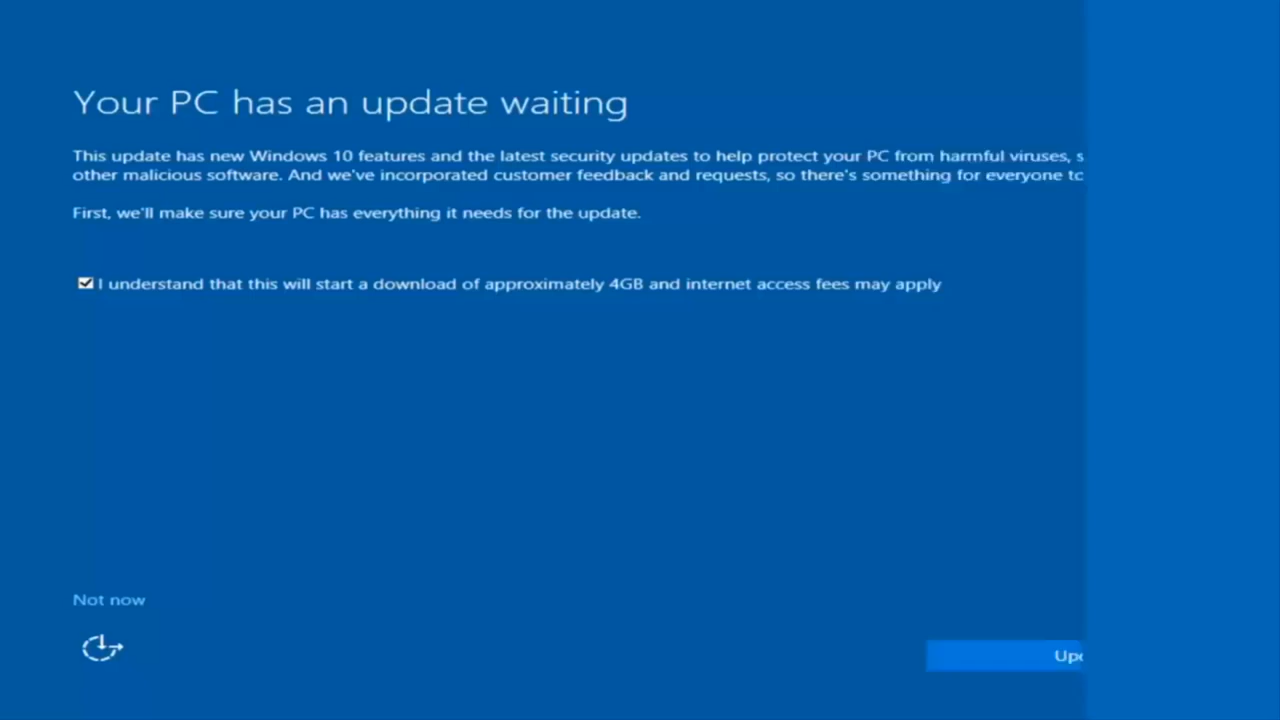 Your PC has an update waiting
This update has new Windows 10 features and the latest security updates to help protect your PC from harmful viruses,
other malicious software. And we've incorporated customer feedback and requests, so there's something for everyone
First, we'll make sure your PC has everything it needs for the update.
I understand that this will start a download of approximately 4GB and internet access fees may apply
Not now